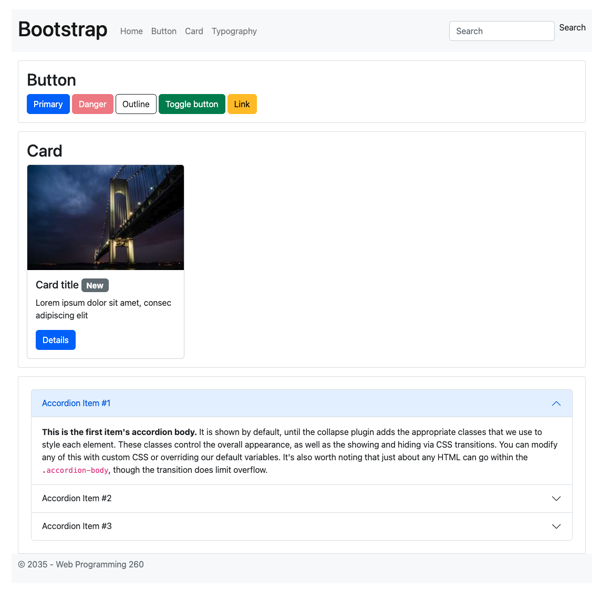 Bootstrap Home Button Card Typography Search Search
Button
Primary Danger Outline Toggle button Link
Card
Card title New
Lorem ipsum dolor sit amet, consec
adipiscing elit
Details
Accordion Item #1
This is the first item's accordion body. It is shown by default, until the collapse plugin adds the appropriate classes that we use to
style each element. These classes control the overall appearance, as well as the showing and hiding via CSS transitions. You can modify
any of this with custom CSS or overriding our default variables. It's also worth noting that just about any HTML can go within the
.accordion-body, though the transition does limit overflow.
Accordion Item #2
Accordion Item #3
© 2035 - Web Programming 260